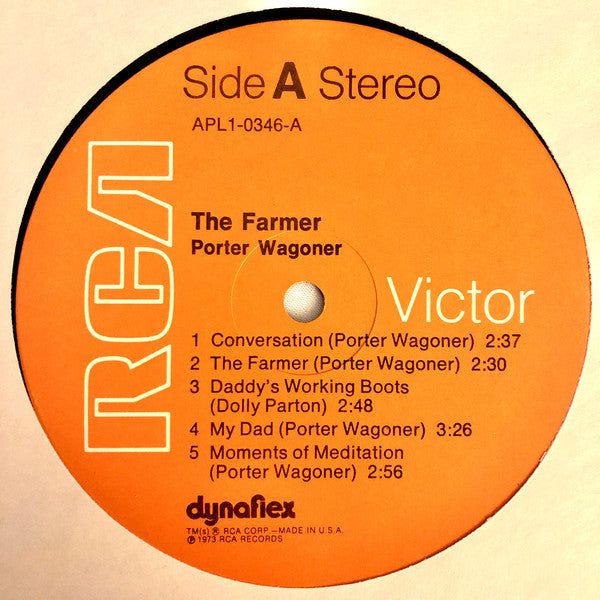 Side A Stereo
APL1-0346-A
RCA
The Farmer
Porter Wagoner
Victor
1 Conversation (Porter Wagoner) 2:37
2 The Farmer (Porter Wagoner) 2:30
3 Daddy's Working Boots
(Dolly Parton) 2:48
4 My Dad (Porter Wagoner) 3:26
5 Moments of Meditation
(Porter Wagoner) 2:56
dynaflex
TM(s) ® RCA CORP.—MADE IN U.S.A.
℗ 1973 RCA RECORDS